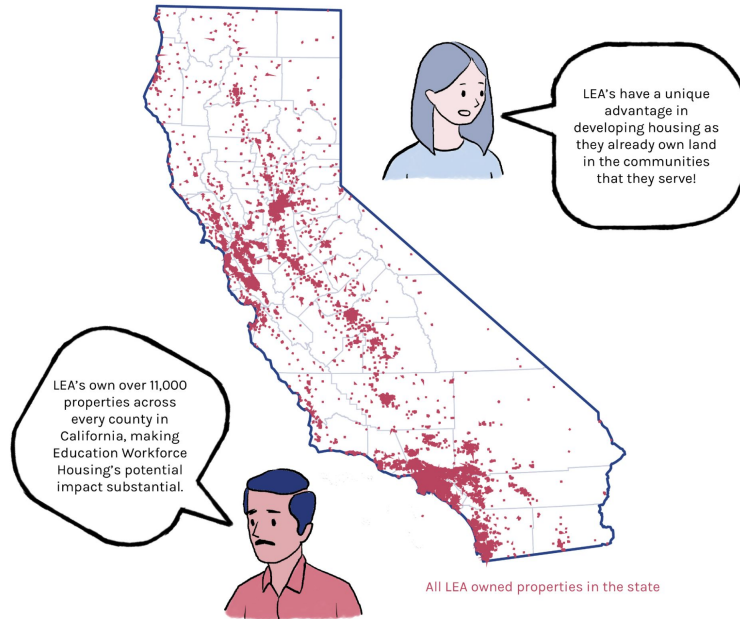 LEA's have a unique
advantage in
developing housing as
they already own land
in the communities
that they serve!
LEA's own over 11,000
properties across
every county in
California, making
Education Workforce
Housing's potential
impact substantial.
All LEA owned properties in the state